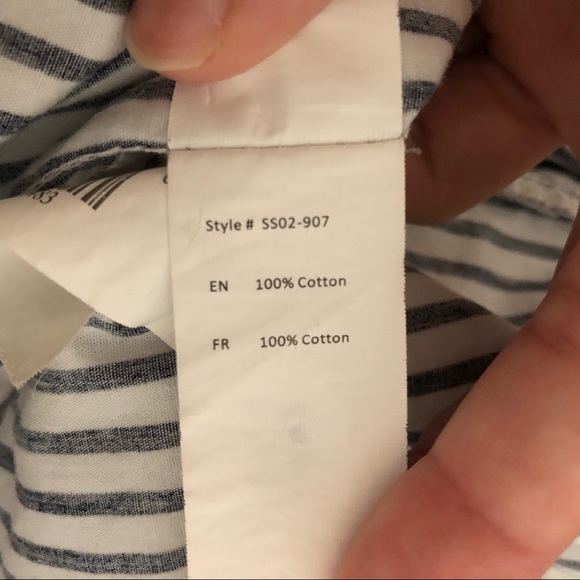 Style # SS02-907
EN 100% Cotton
FR 100% Cotton